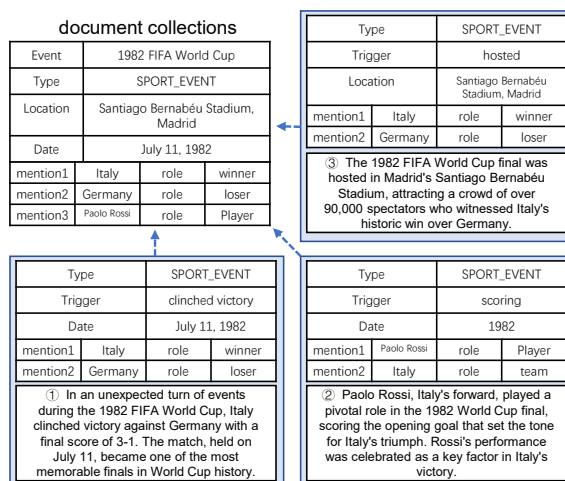 document collections
Event 1982 FIFA World Cup
Type SPORT_EVENT
Location Santiago Bernabéu Stadium,
Madrid
Date July 11, 1982
mention1 Italy role winner
mention2 Germany role loser
mention3 Paolo Rossi role Player
Type SPORT_EVENT
Trigger hosted
Location Santiago Bernabéu
Stadium, Madrid
mention1 Italy role winner
mention2 Germany role loser
③ The 1982 FIFA World Cup final was
hosted in Madrid's Santiago Bernabéu
Stadium, attracting a crowd of over
90,000 spectators who witnessed Italy's
historic win over Germany.
Type SPORT_EVENT
Trigger clinched victory
Date July 11, 1982
mention1 Italy role winner
mention2 Germany role loser
① In an unexpected turn of events
during the 1982 FIFA World Cup, Italy
clinched victory against Germany with a
final score of 3-1. The match, held on
July 11, became one of the most
memorable finals in World Cup history.
Type SPORT_EVENT
Trigger scoring
Date 1982
mention1 Paolo Rossi role Player
mention2 Italy role team
② Paolo Rossi, Italy's forward, played a
pivotal role in the 1982 World Cup final,
scoring the opening goal that set the tone
for Italy's triumph. Rossi's performance
was celebrated as a key factor in Italy's
victory.